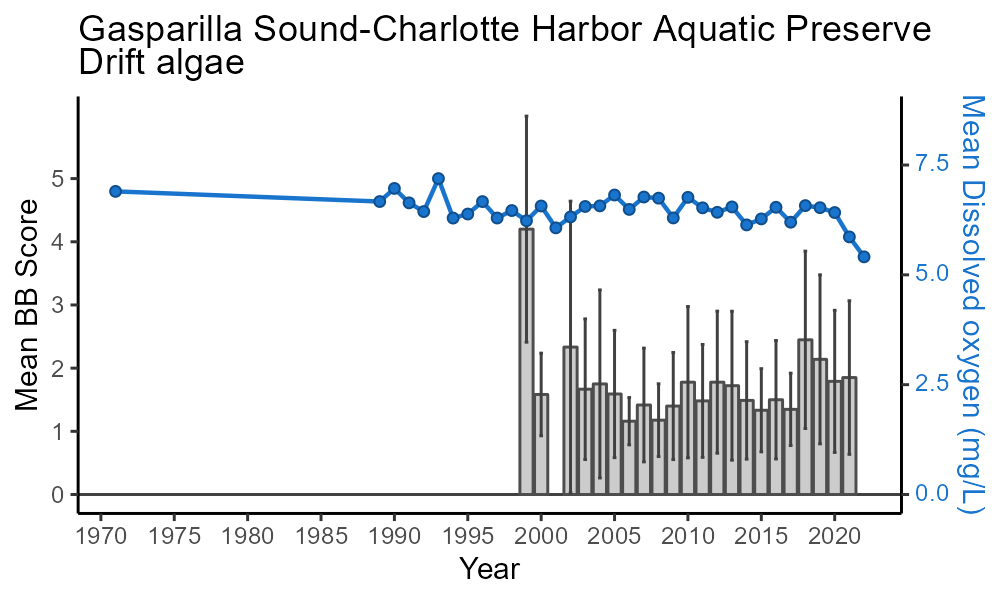 Gasparilla Sound-Charlotte Harbor Aquatic Preserve
Drift algae
Mean BB Score
5
4
3
2
1
0
7.5
5.0
2.5
0.0
Mean Dissolved oxygen (mg/L)
1970 1975 1980 1985 1990 1995 2000 2005 2010 2015 2020
Year